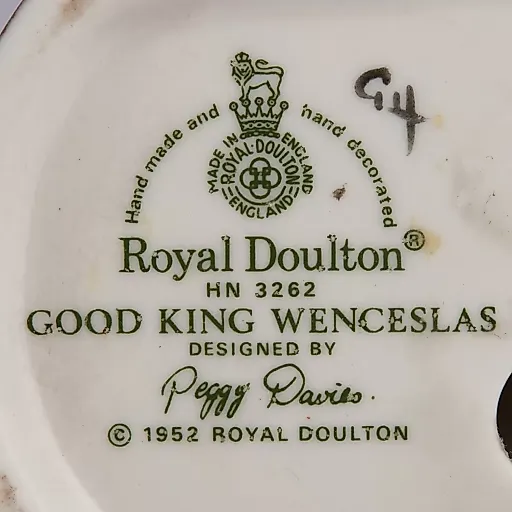 G4
Hand made and hand decorated
MADE IN ENGLAND
ROYAL·DOULTON
ENGLAND
Royal Doulton®
HN 3262
GOOD KING WENCESLAS
DESIGNED BY
Peggy Davies.
© 1952 ROYAL DOULTON